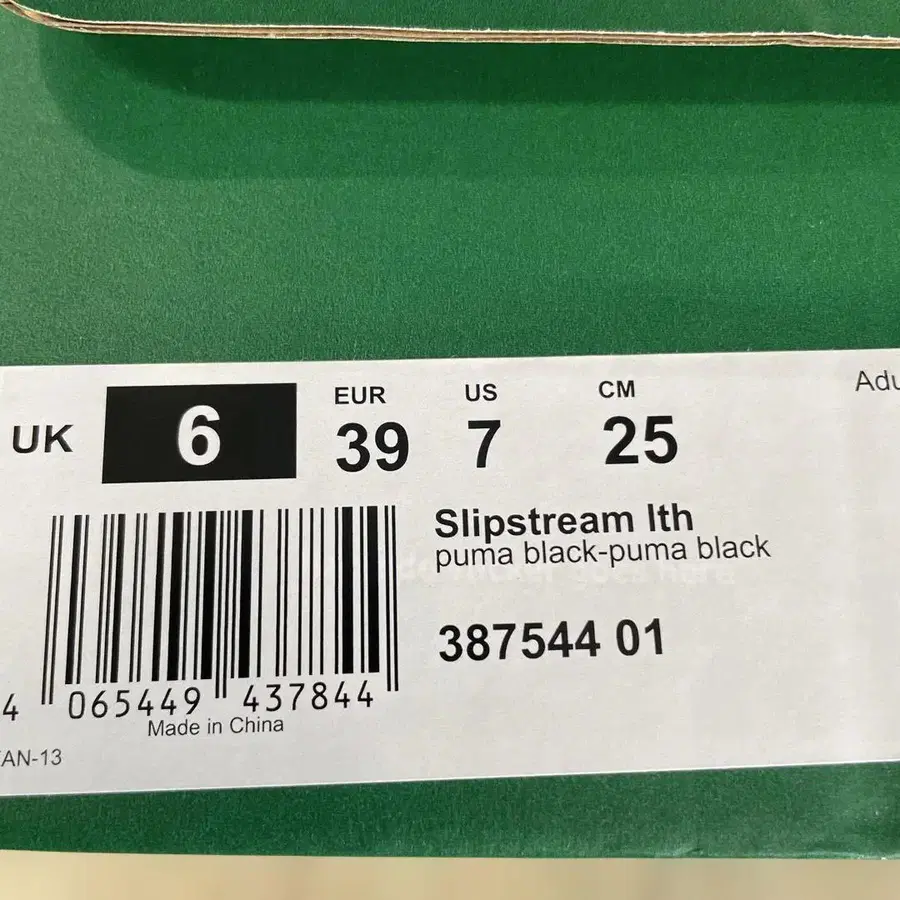 Adu
EUR US CM
UK 6 39 7 25
Slipstream lth
puma black-puma black
387544 01
4 065449 437844
Made in China
EAN-13